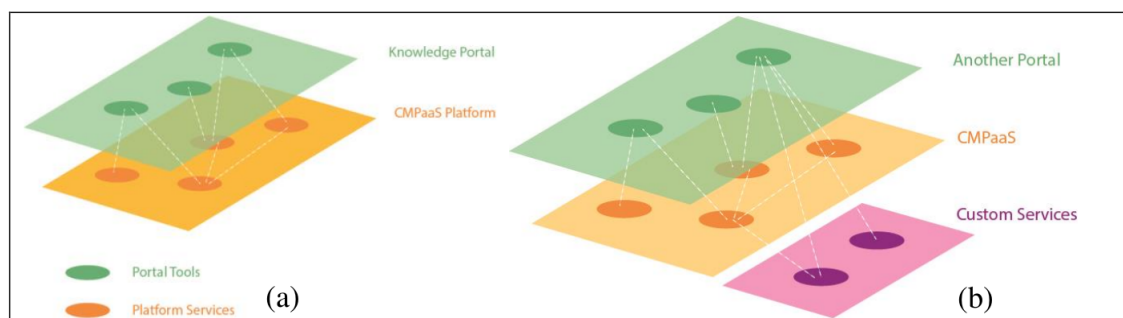 Knowledge Portal
CMPaaS Platform
Portal Tools
Platform Services
(a)
Another Portal
CMPaaS
Custom Services
(b)